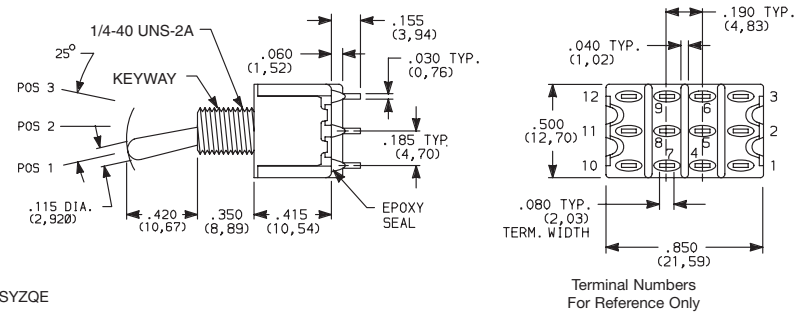 1/4-40 UNS-2A
25°
KEYWAY
POS 3
POS 2
POS 1
.115 DIA.
(2,920)
.420
(10,67)
.350
(8,89)
.415
(10,54)
.060
(1,52)
.155
(3,94)
.030 TYP.
(0,76)
.185 TYP.
(4,70)
EPOXY
SEAL
.190 TYP.
(4,83)
.040 TYP.
(1,02)
.500
(12,70)
12 9 6 3
11 8 5 2
10 7 4 1
.080 TYP.
(2,03)
TERM. WIDTH
.850
(21,59)
Terminal Numbers
For Reference Only
SYZQE